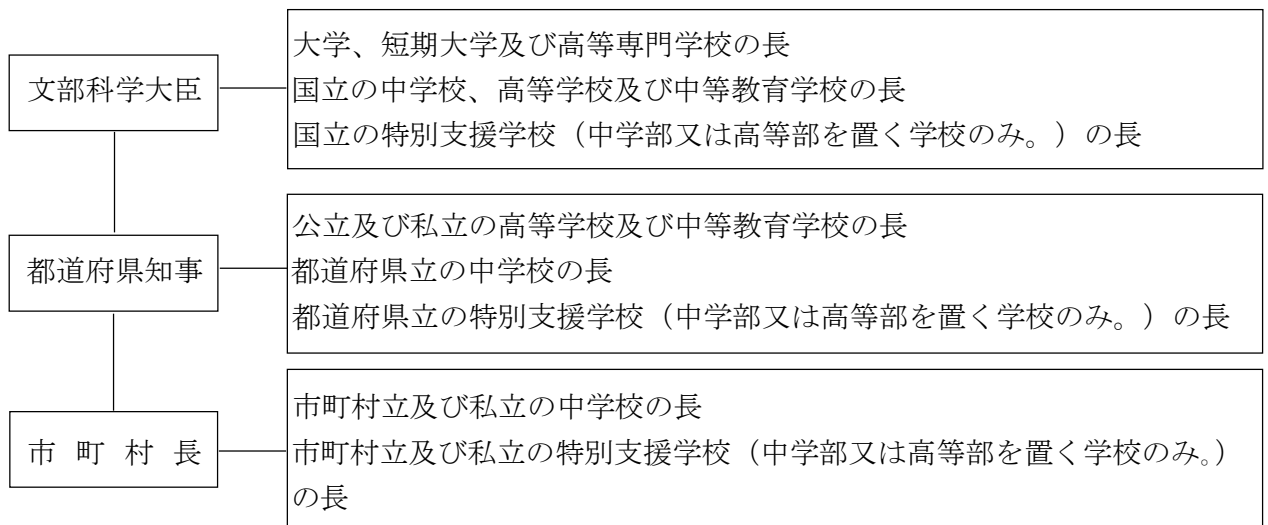 文部科学大臣
大学、短期大学及び高等専門学校の長
国立の中学校、高等学校及び中等教育学校の長
国立の特別支援学校（中学部又は高等部を置く学校のみ。）の長
都道府県知事
公立及び私立の高等学校及び中等教育学校の長
都道府県立の中学校の長
都道府県立の特別支援学校（中学部又は高等部を置く学校のみ。）の長
市町村長
市町村立及び私立の中学校の長
市町村立及び私立の特別支援学校（中学部又は高等部を置く学校のみ。）
の長